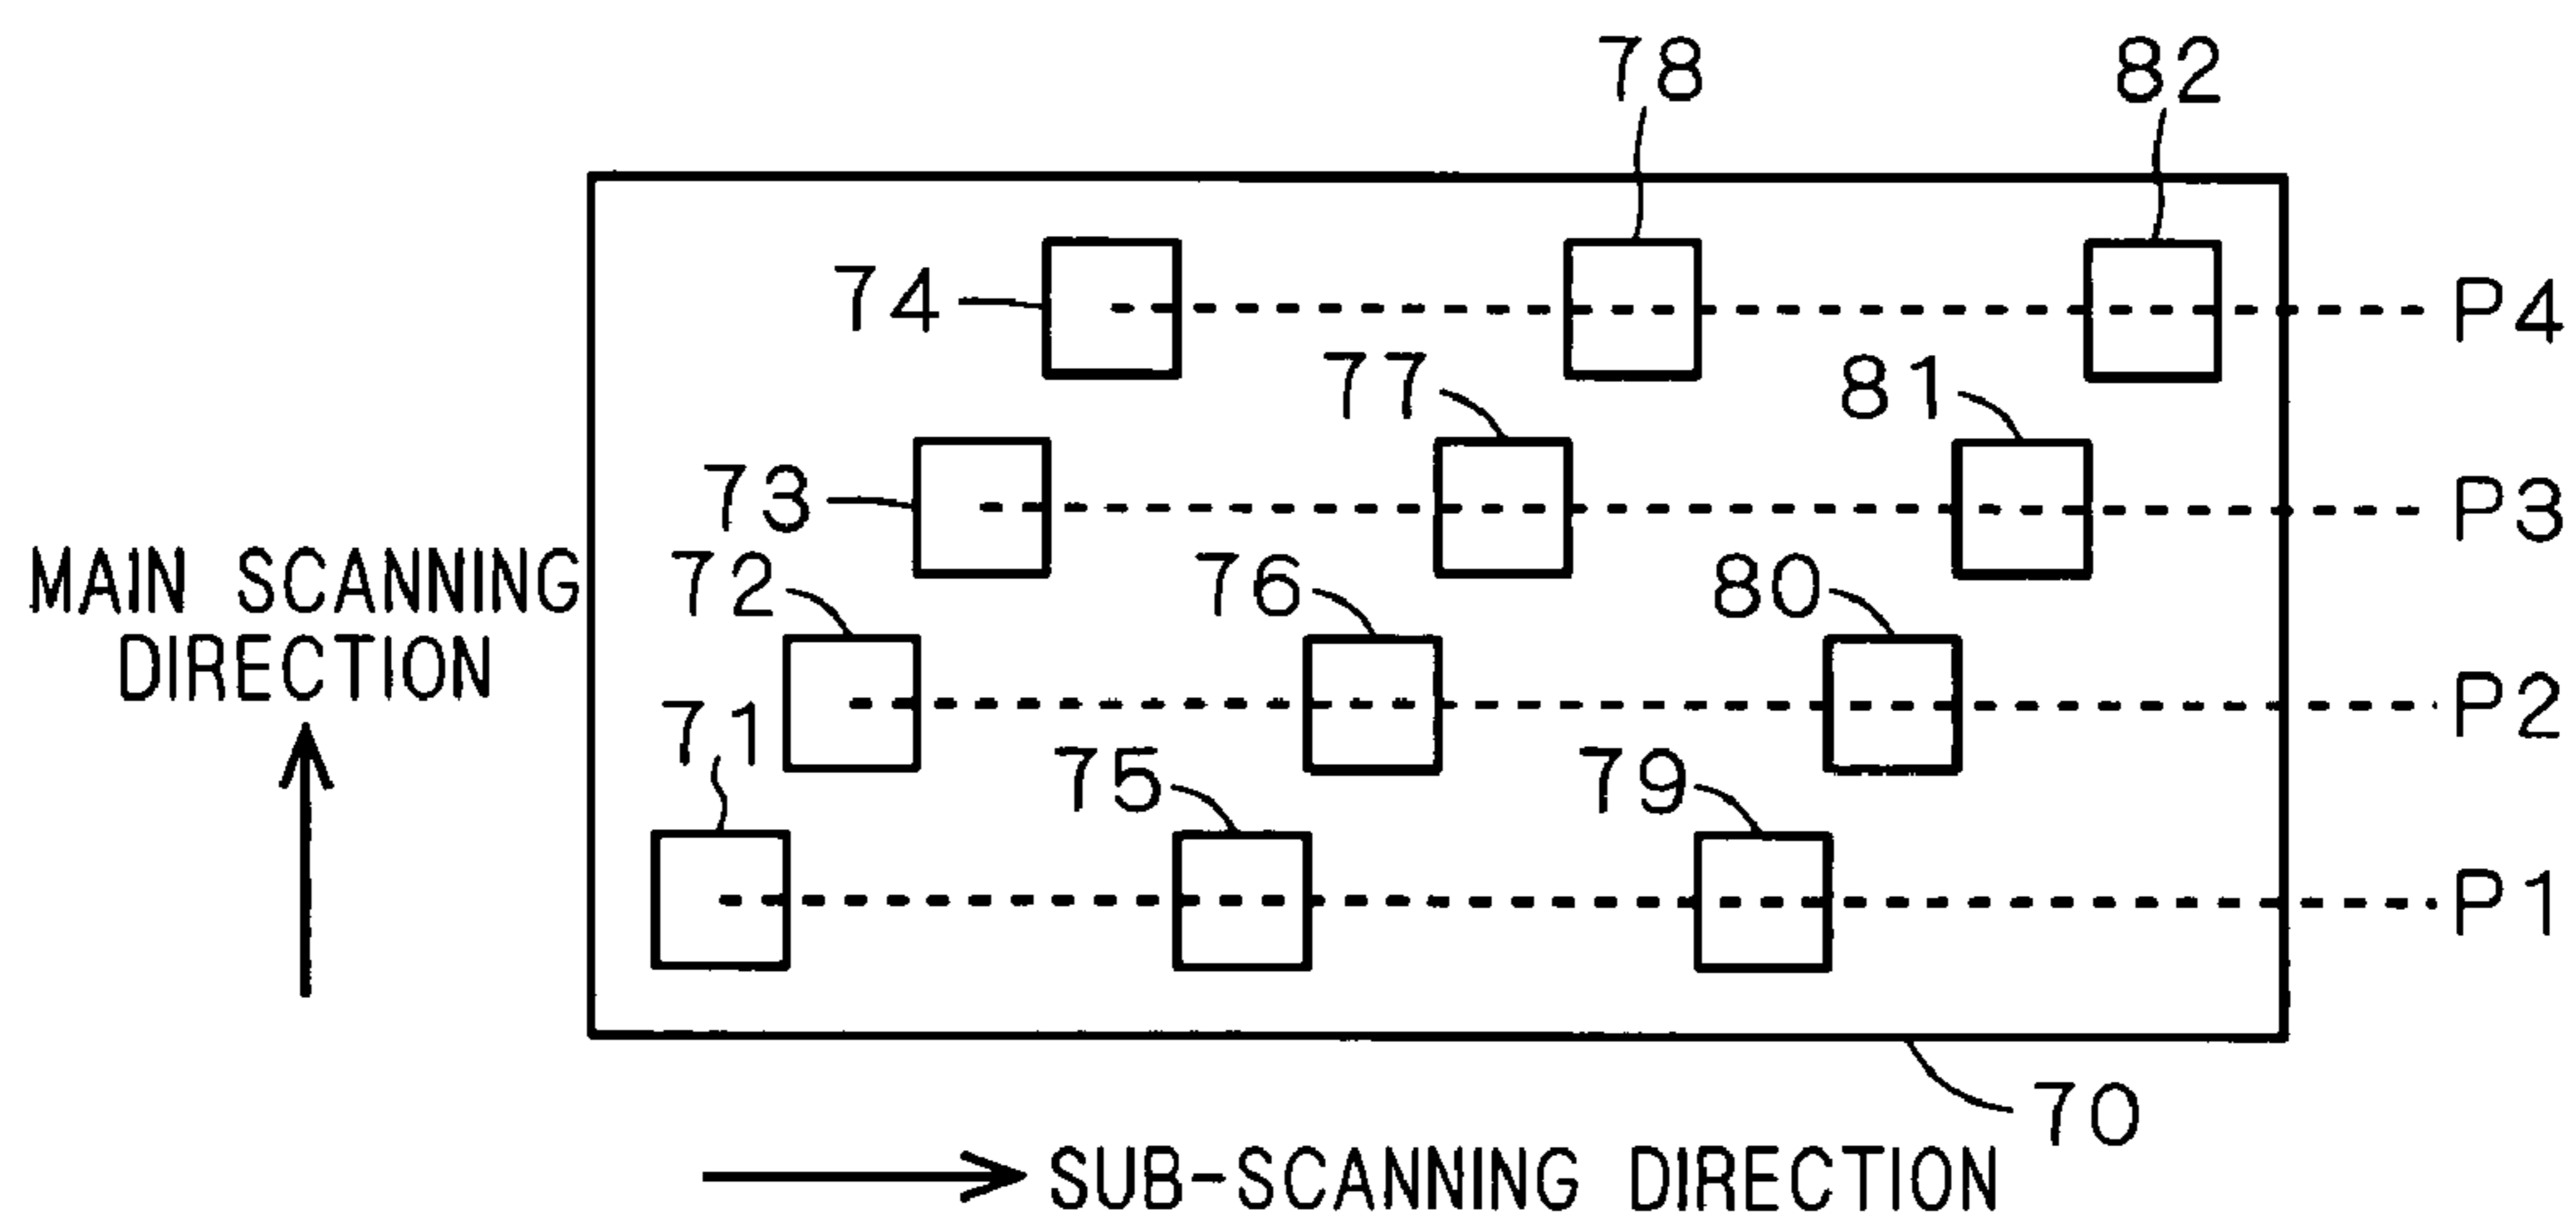 78
82
74
P4
77
81
73
P3
MAIN SCANNING
DIRECTION
72
76
80
P2
71
75
79
P1
70
SUB-SCANNING DIRECTION